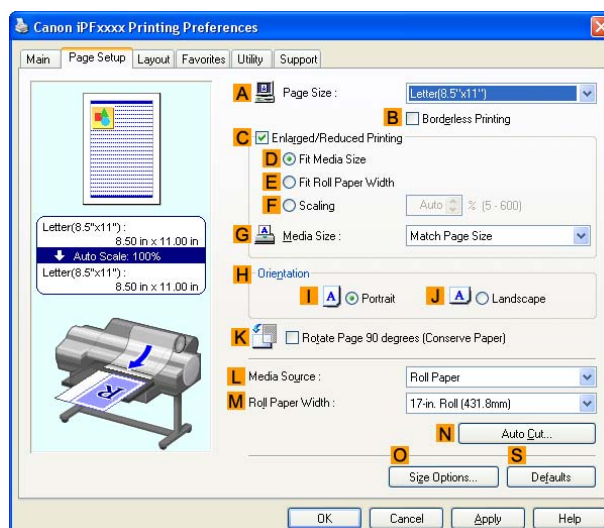 Canon iPFxxxx Printing Preferences
Main Page Setup Layout Favorites Utility Support
A Page Size : Letter(8.5"x11")
B Borderless Printing
C Enlarged/Reduced Printing
D Fit Media Size
E Fit Roll Paper Width
F Scaling Auto % (5 - 600)
G Media Size : Match Page Size
Letter(8.5"x11") :
8.50 in x 11.00 in
Auto Scale: 100%
Letter(8.5"x11") :
8.50 in x 11.00 in
H Orientation
I A Portrait J A Landscape
K Rotate Page 90 degrees (Conserve Paper)
R
L Media Source : Roll Paper
M Roll Paper Width : 17-in. Roll (431.8mm)
N Auto Cut...
O S
Size Options... Defaults
OK Cancel Apply Help